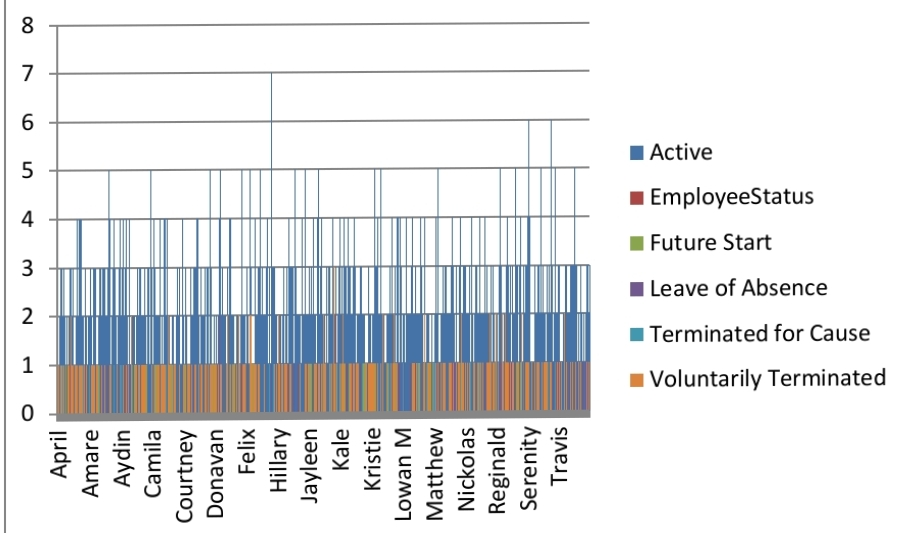 8
7
6
5
4
3
2
1
0
April
Amare
Aydin
Camila
Courtney
Donavan
Felix
Hillary
Jayleen
Kale
Kristie
Lowan M
Matthew
Nickolas
Reginald
Serenity
Travis
Active
EmployeeStatus
Future Start
Leave of Absence
Terminated for Cause
Voluntarily Terminated